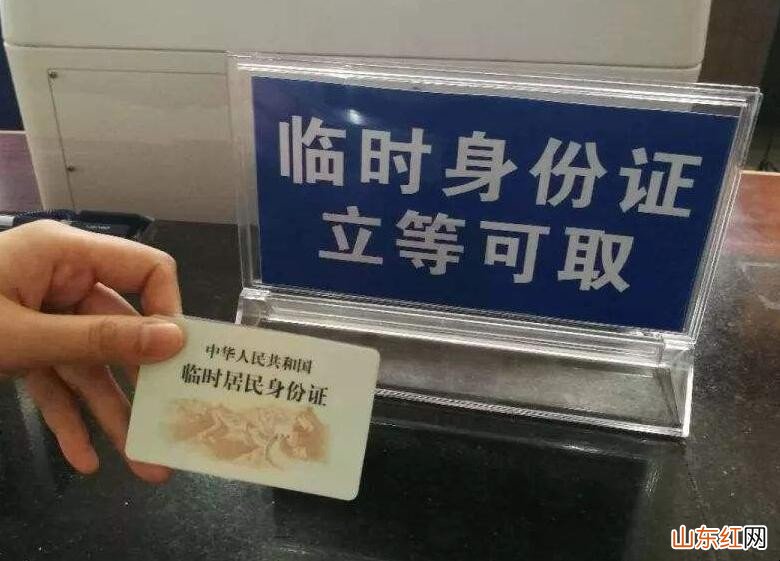 临时身份证
立等可取
中华人民共和国
临时居民身份证
山东红网